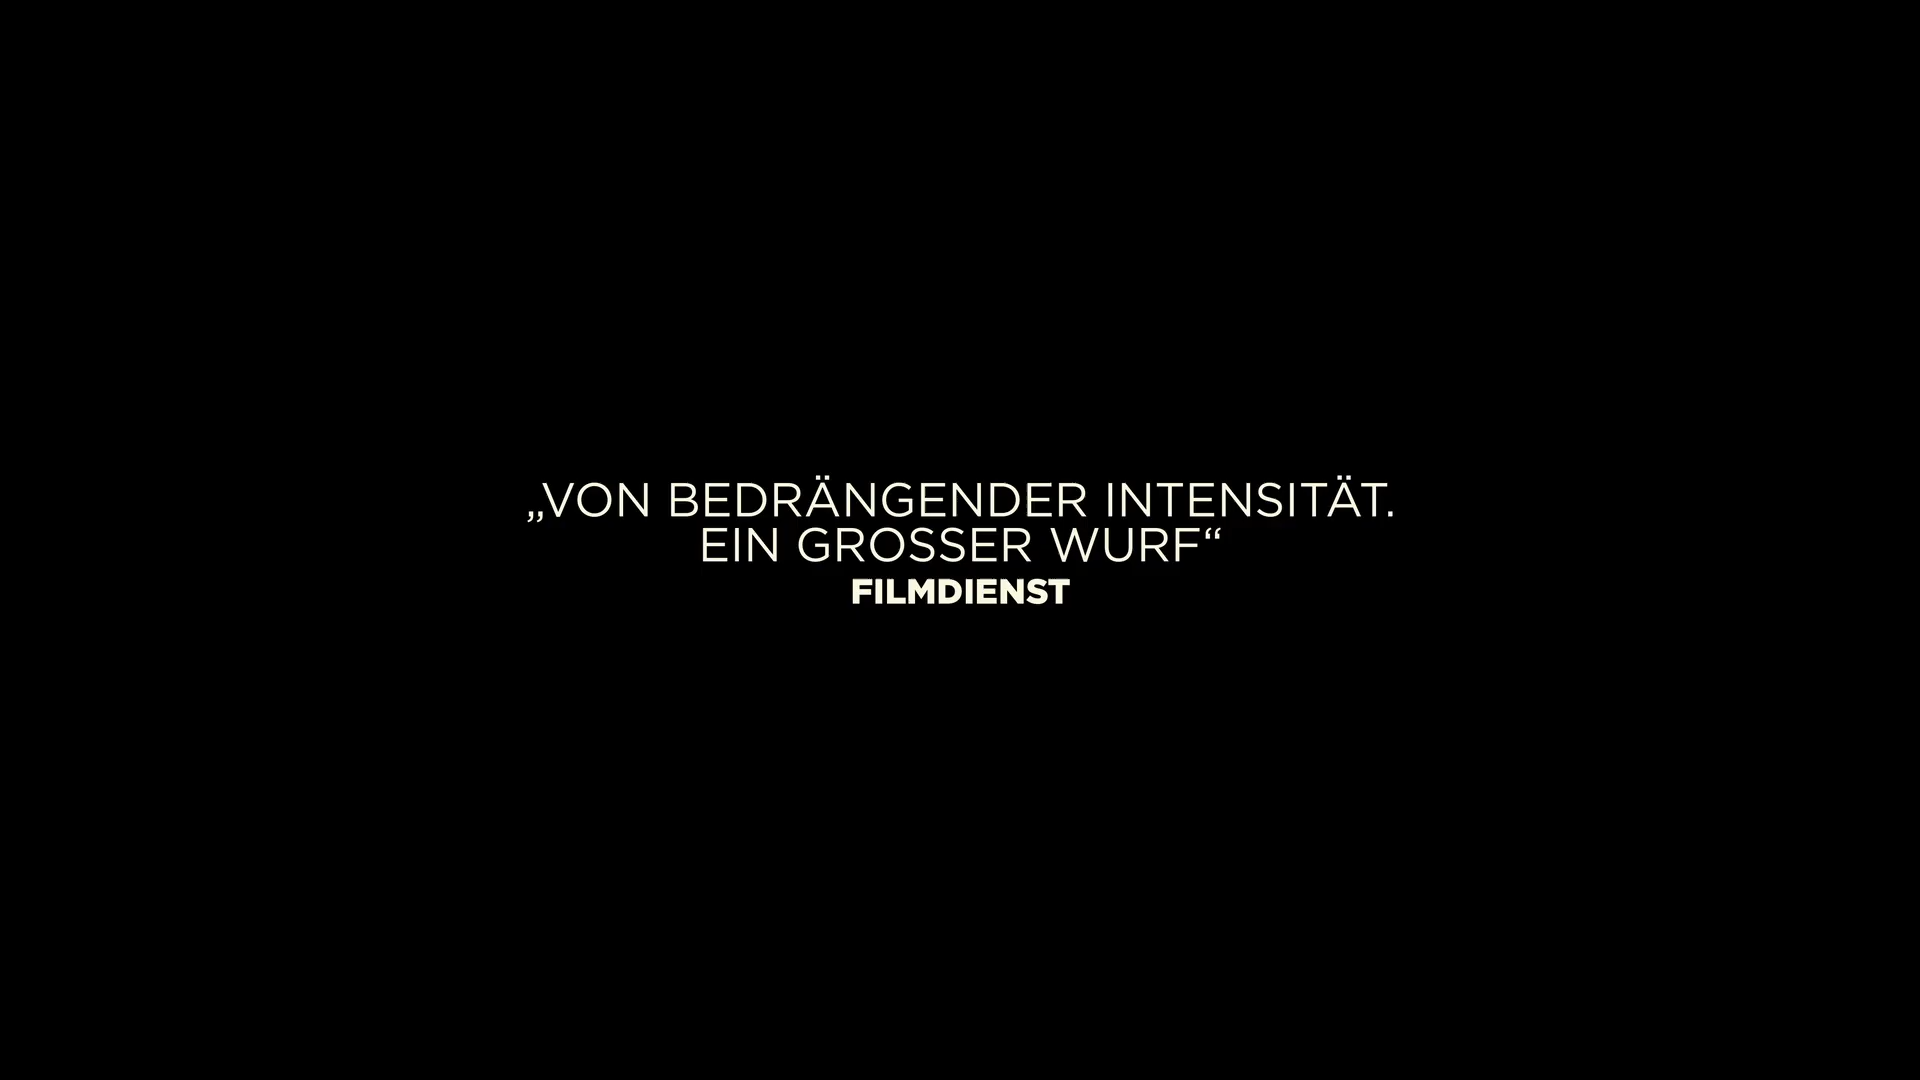 „VON BEDRÄNGENDER INTENSITÄT.
EIN GROSSER WURF“
FILMDIENST